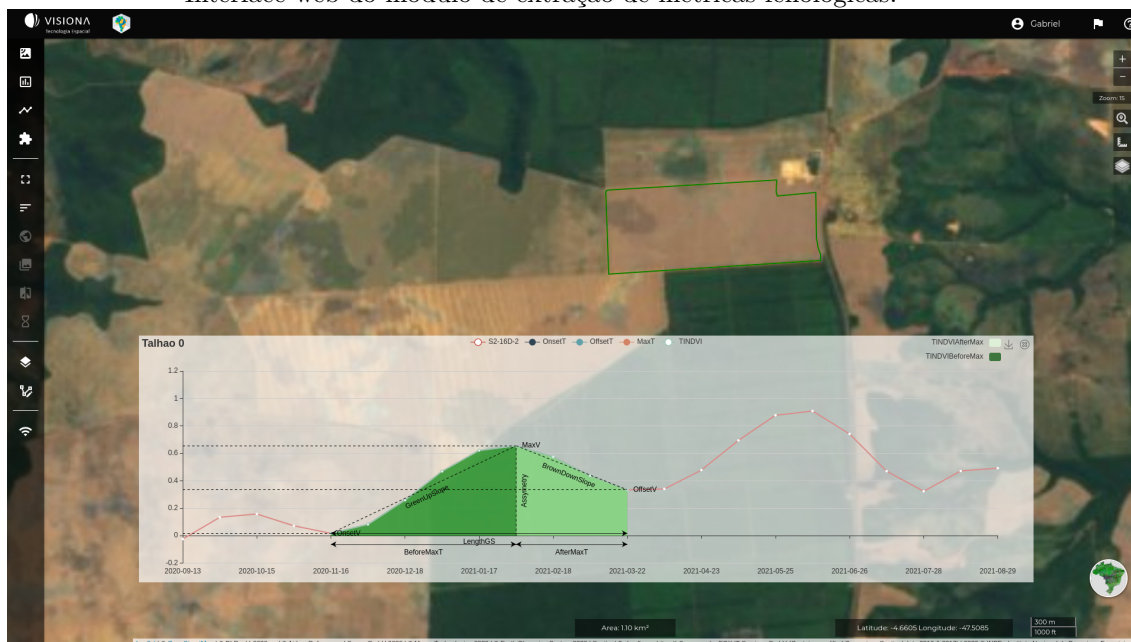 Interface web do módulo de extração de métricas fenológicas.
VISIONA
Tecnologia Espacial
Gabriel
+
−
Zoom: 15
Talhao 0
S2-16D-2 OnsetT OffsetT MaxT TINDVI
TINDVIAfterMax
TINDVIBeforeMax
1.2
1
0.8
0.6
0.4
0.2
0
-0.2
MaxV
BrownDownSlope
GreenUpSlope
Assymetry
OffsetV
OnsetV
LengthGS
BeforeMaxT
AfterMaxT
2020-09-13 2020-10-15 2020-11-16 2020-12-18 2021-01-17 2021-02-18 2021-03-22 2021-04-23 2021-05-25 2021-06-26 2021-07-28 2021-08-29
Area: 1.10 km²
Latitude: -4.6605 Longitude: -47.5085
300 m
1000 ft